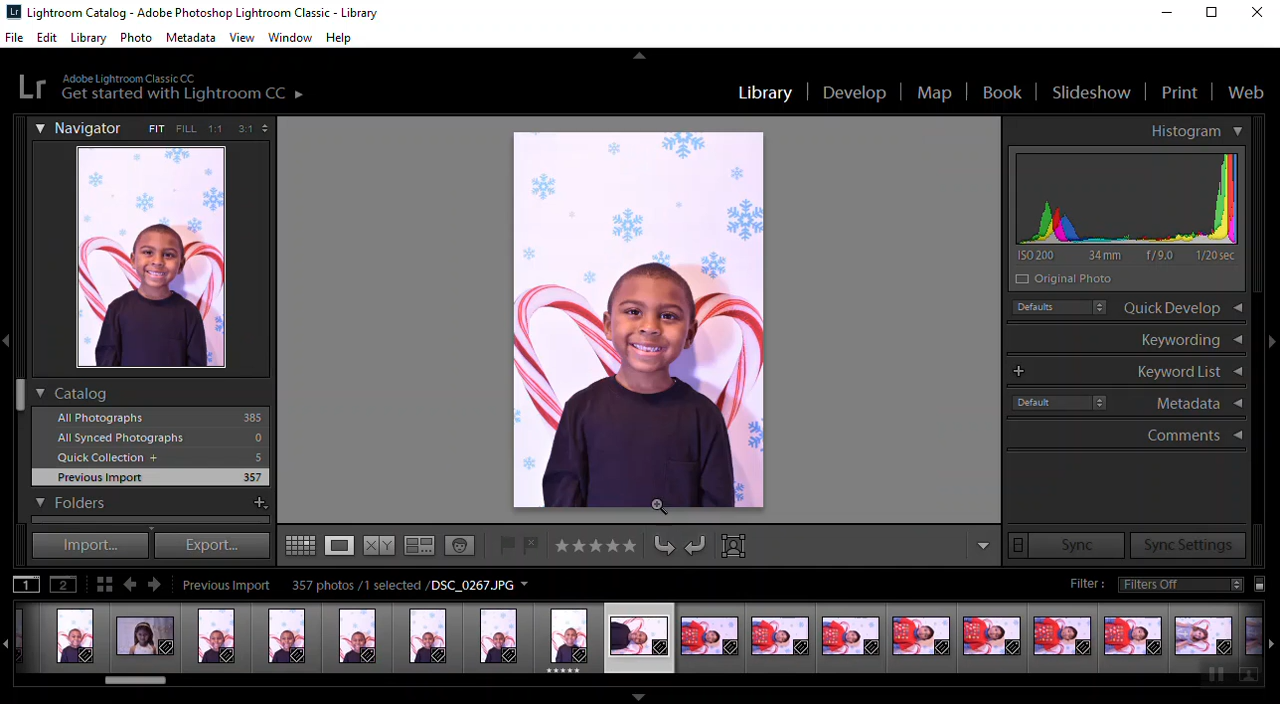 Lr Lightroom Catalog - Adobe Photoshop Lightroom Classic - Library
File Edit Library Photo Metadata View Window Help
Lr Adobe Lightroom Classic CC
Get started with Lightroom CC ▶
Library | Develop | Map | Book | Slideshow | Print | Web
Navigator FIT FILL 1:1 3:1
Histogram
ISO 200 34 mm f / 9.0 1/20 sec
Original Photo
Defaults Quick Develop
Keywording
+ Keyword List
Default Metadata
Comments
Catalog
All Photographs 385
All Synced Photographs 0
Quick Collection + 5
Previous Import 357
Folders +
Import... Export...
X Y
Sync Sync Settings
1 2 Previous Import 357 photos / 1 selected / DSC_0267.JPG Filter : Filters Off